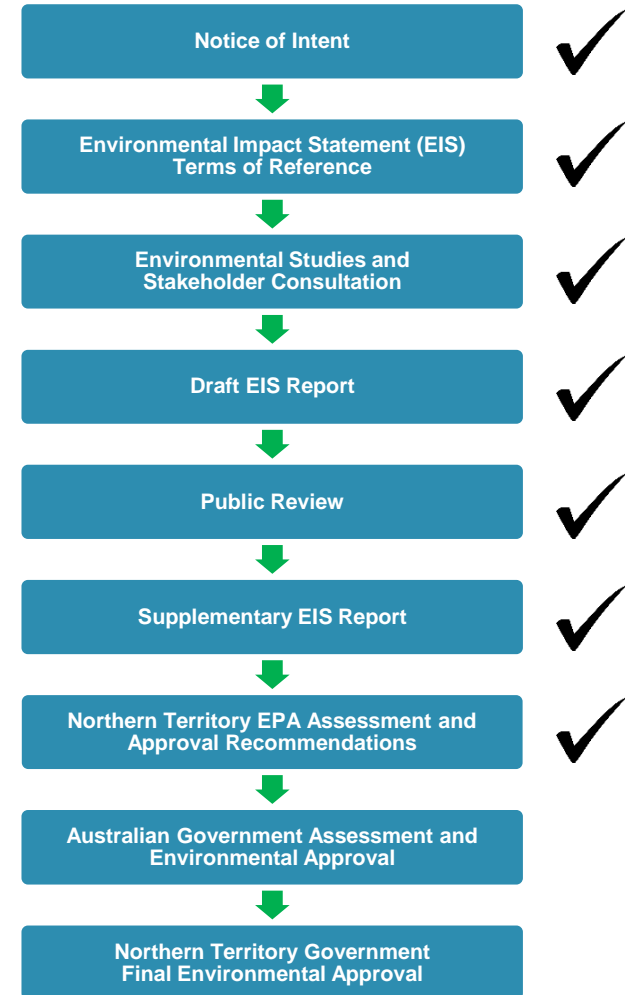 Notice of Intent
Environmental Impact Statement (EIS)
Terms of Reference
Environmental Studies and
Stakeholder Consultation
Draft EIS Report
Public Review
Supplementary EIS Report
Northern Territory EPA Assessment and
Approval Recommendations
Australian Government Assessment and
Environmental Approval
Northern Territory Government
Final Environmental Approval